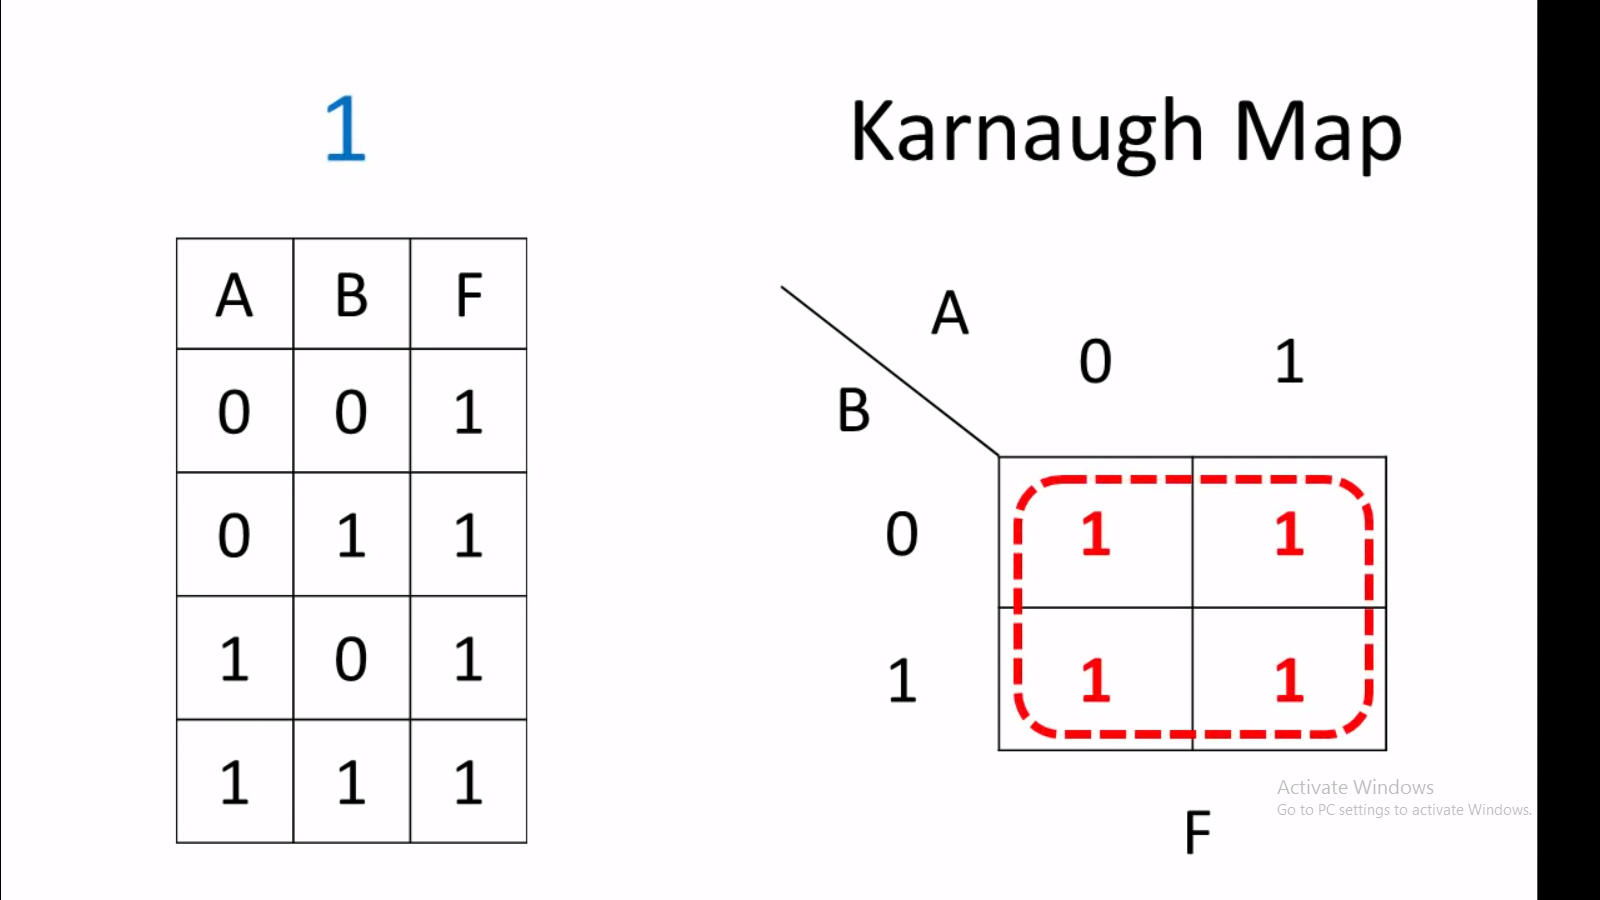 1
Karnaugh Map
A B F
0 0 1
0 1 1
1 0 1
1 1 1
A
0 1
B
0 1 1
1 1 1
F
Activate Windows
Go to PC settings to activate Windows.